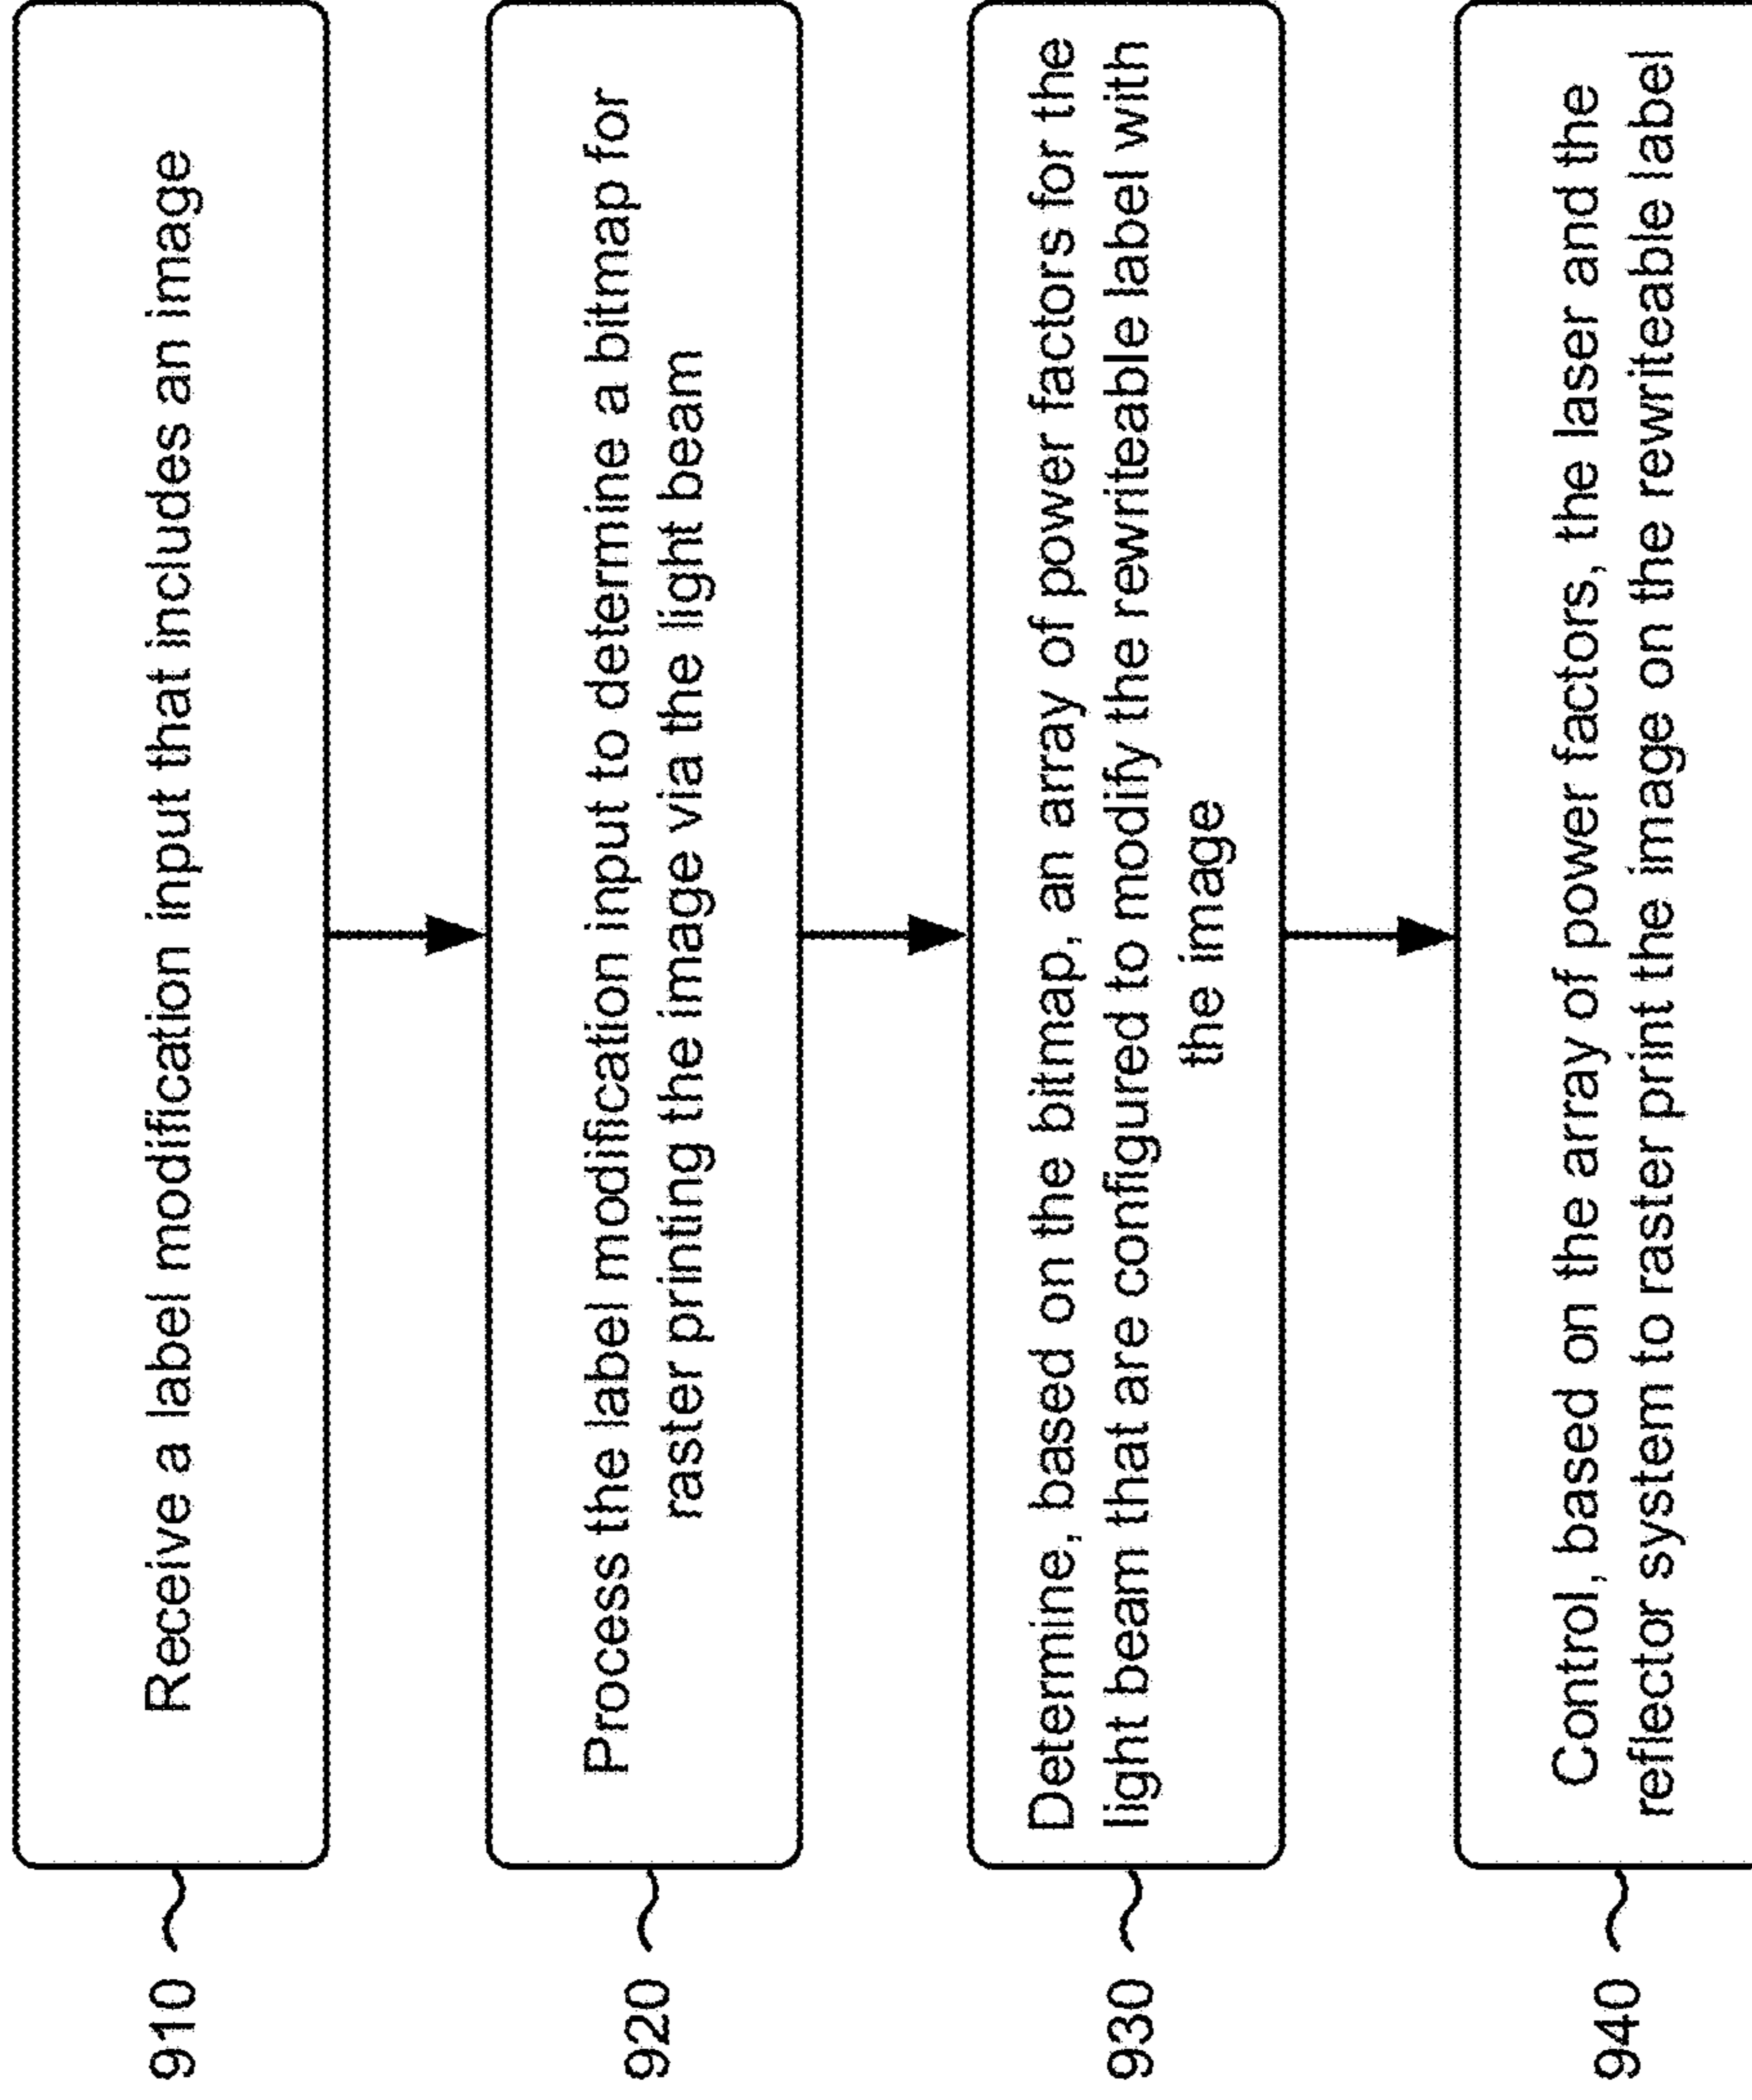 910
Receive a label modification input that includes an image
920
Process the label modification input to determine a bitmap for
raster printing the image via the light beam
930
Determine, based on the bitmap, an array of power factors for the
light beam that are configured to modify the rewriteable label with
the image
940
Control, based on the array of power factors, the laser and the
reflector system to raster print the image on the rewriteable label